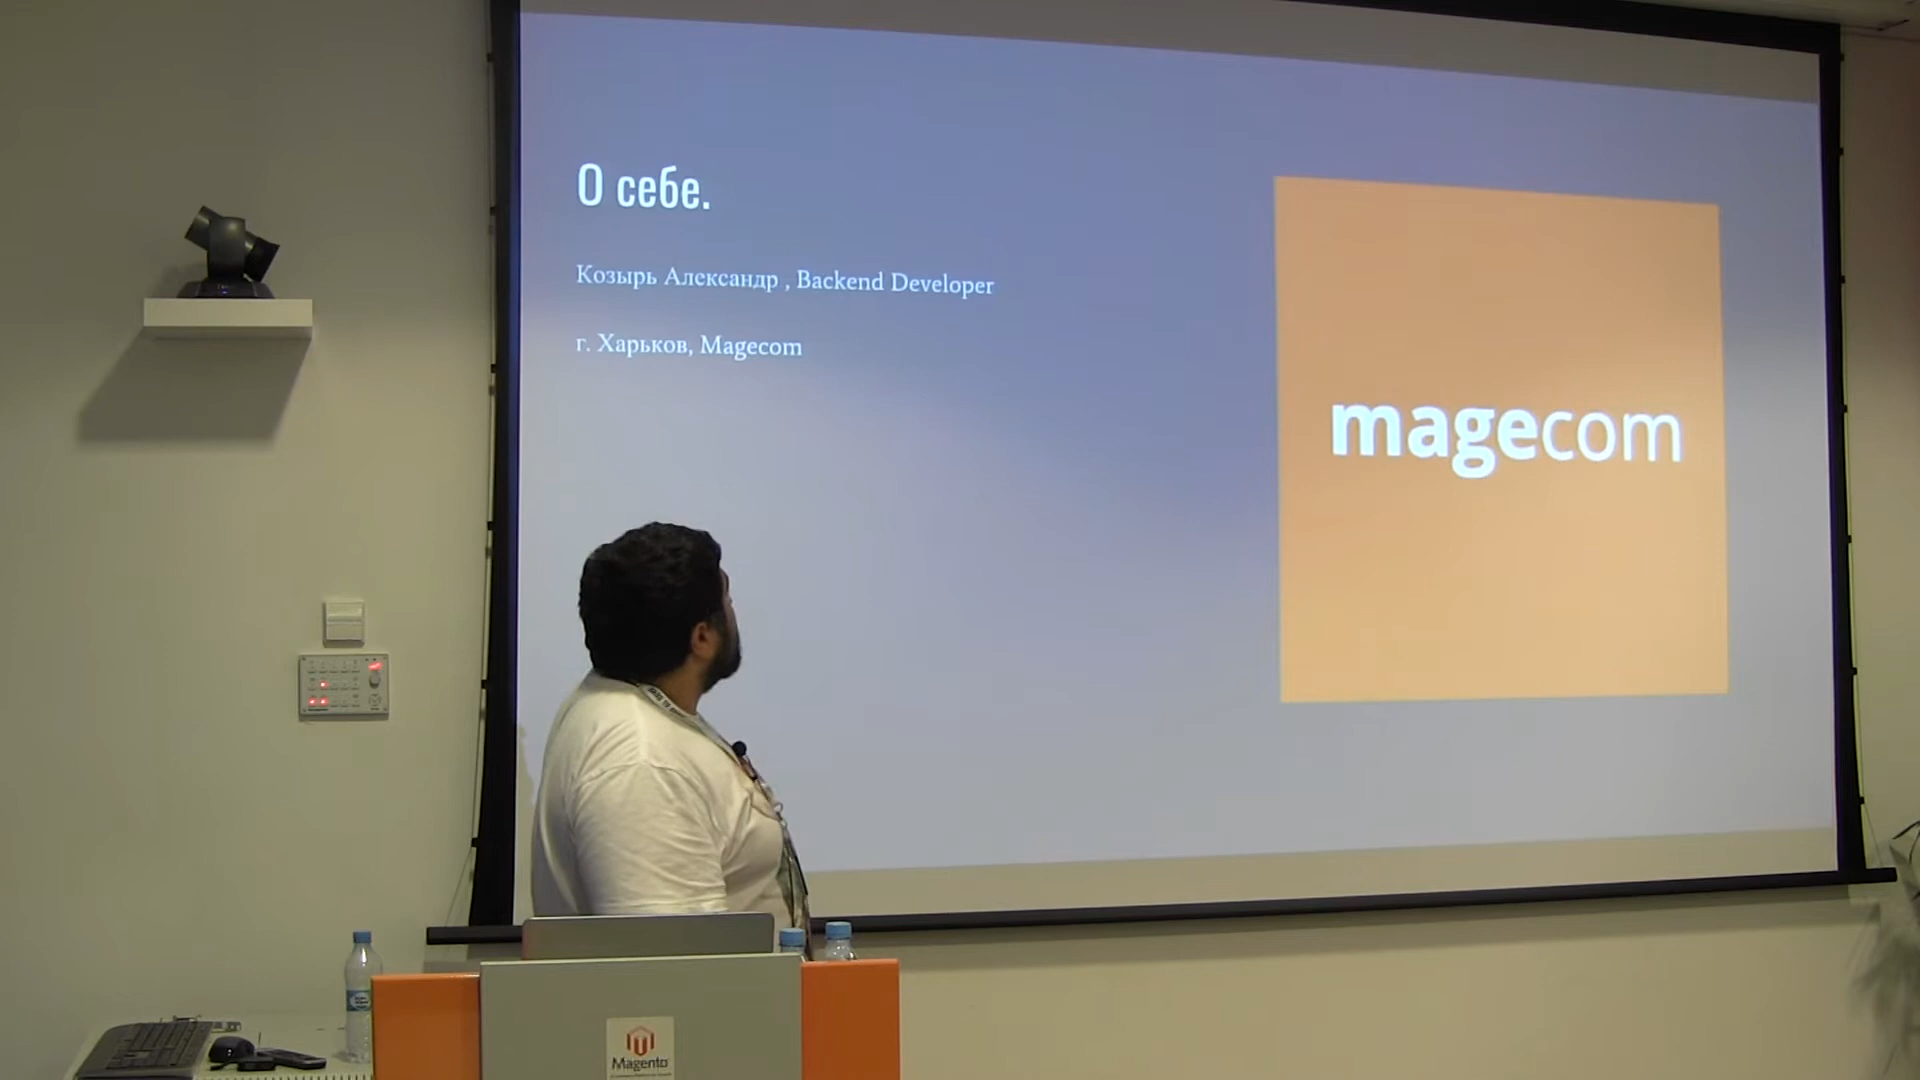 О себе.
Козырь Александр , Backend Developer
г. Харьков, Magecom
magecom
Magento